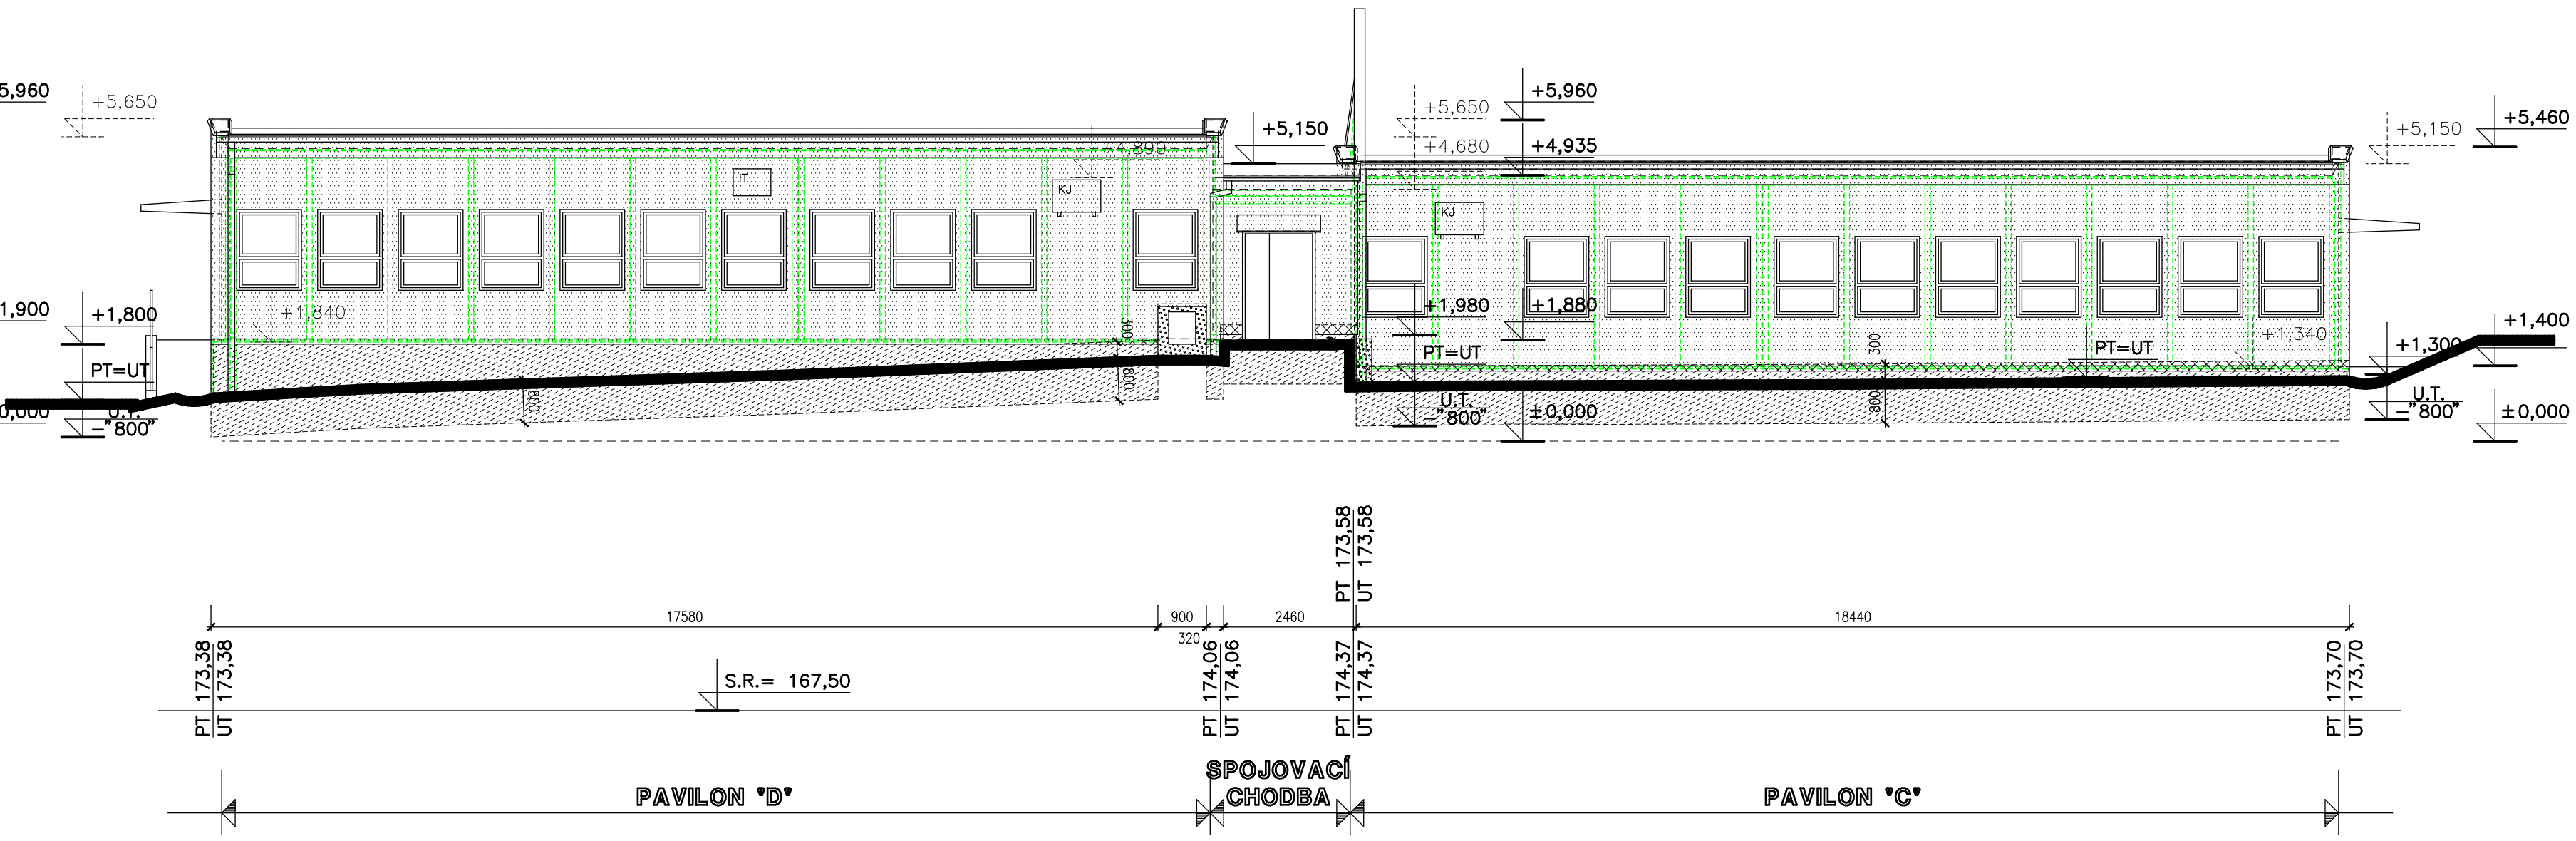 5,960
+5,650
+5,150
+5,650
+5,960
+4,680
+4,935
+5,150
+5,460
+4,890
IT
KJ
KJ
1,900
+1,800
+1,840
300
+1,980
+1,880
PT=UT
300
PT=UT
+1,340
+1,400
+1,300
PT=UT
800
800
0,000
U.T.
-"800"
U.T.
-"800"
±0,000
800
U.T.
-"800"
±0,000
PT 173,58
UT 173,58
17580
900
320
2460
18440
PT 173,38
UT 173,38
S.R.= 167,50
PT 174,06
UT 174,06
PT 174,37
UT 174,37
PT 173,70
UT 173,70
PAVILON "D"
SPOJOVACÍ
CHODBA
PAVILON "C"